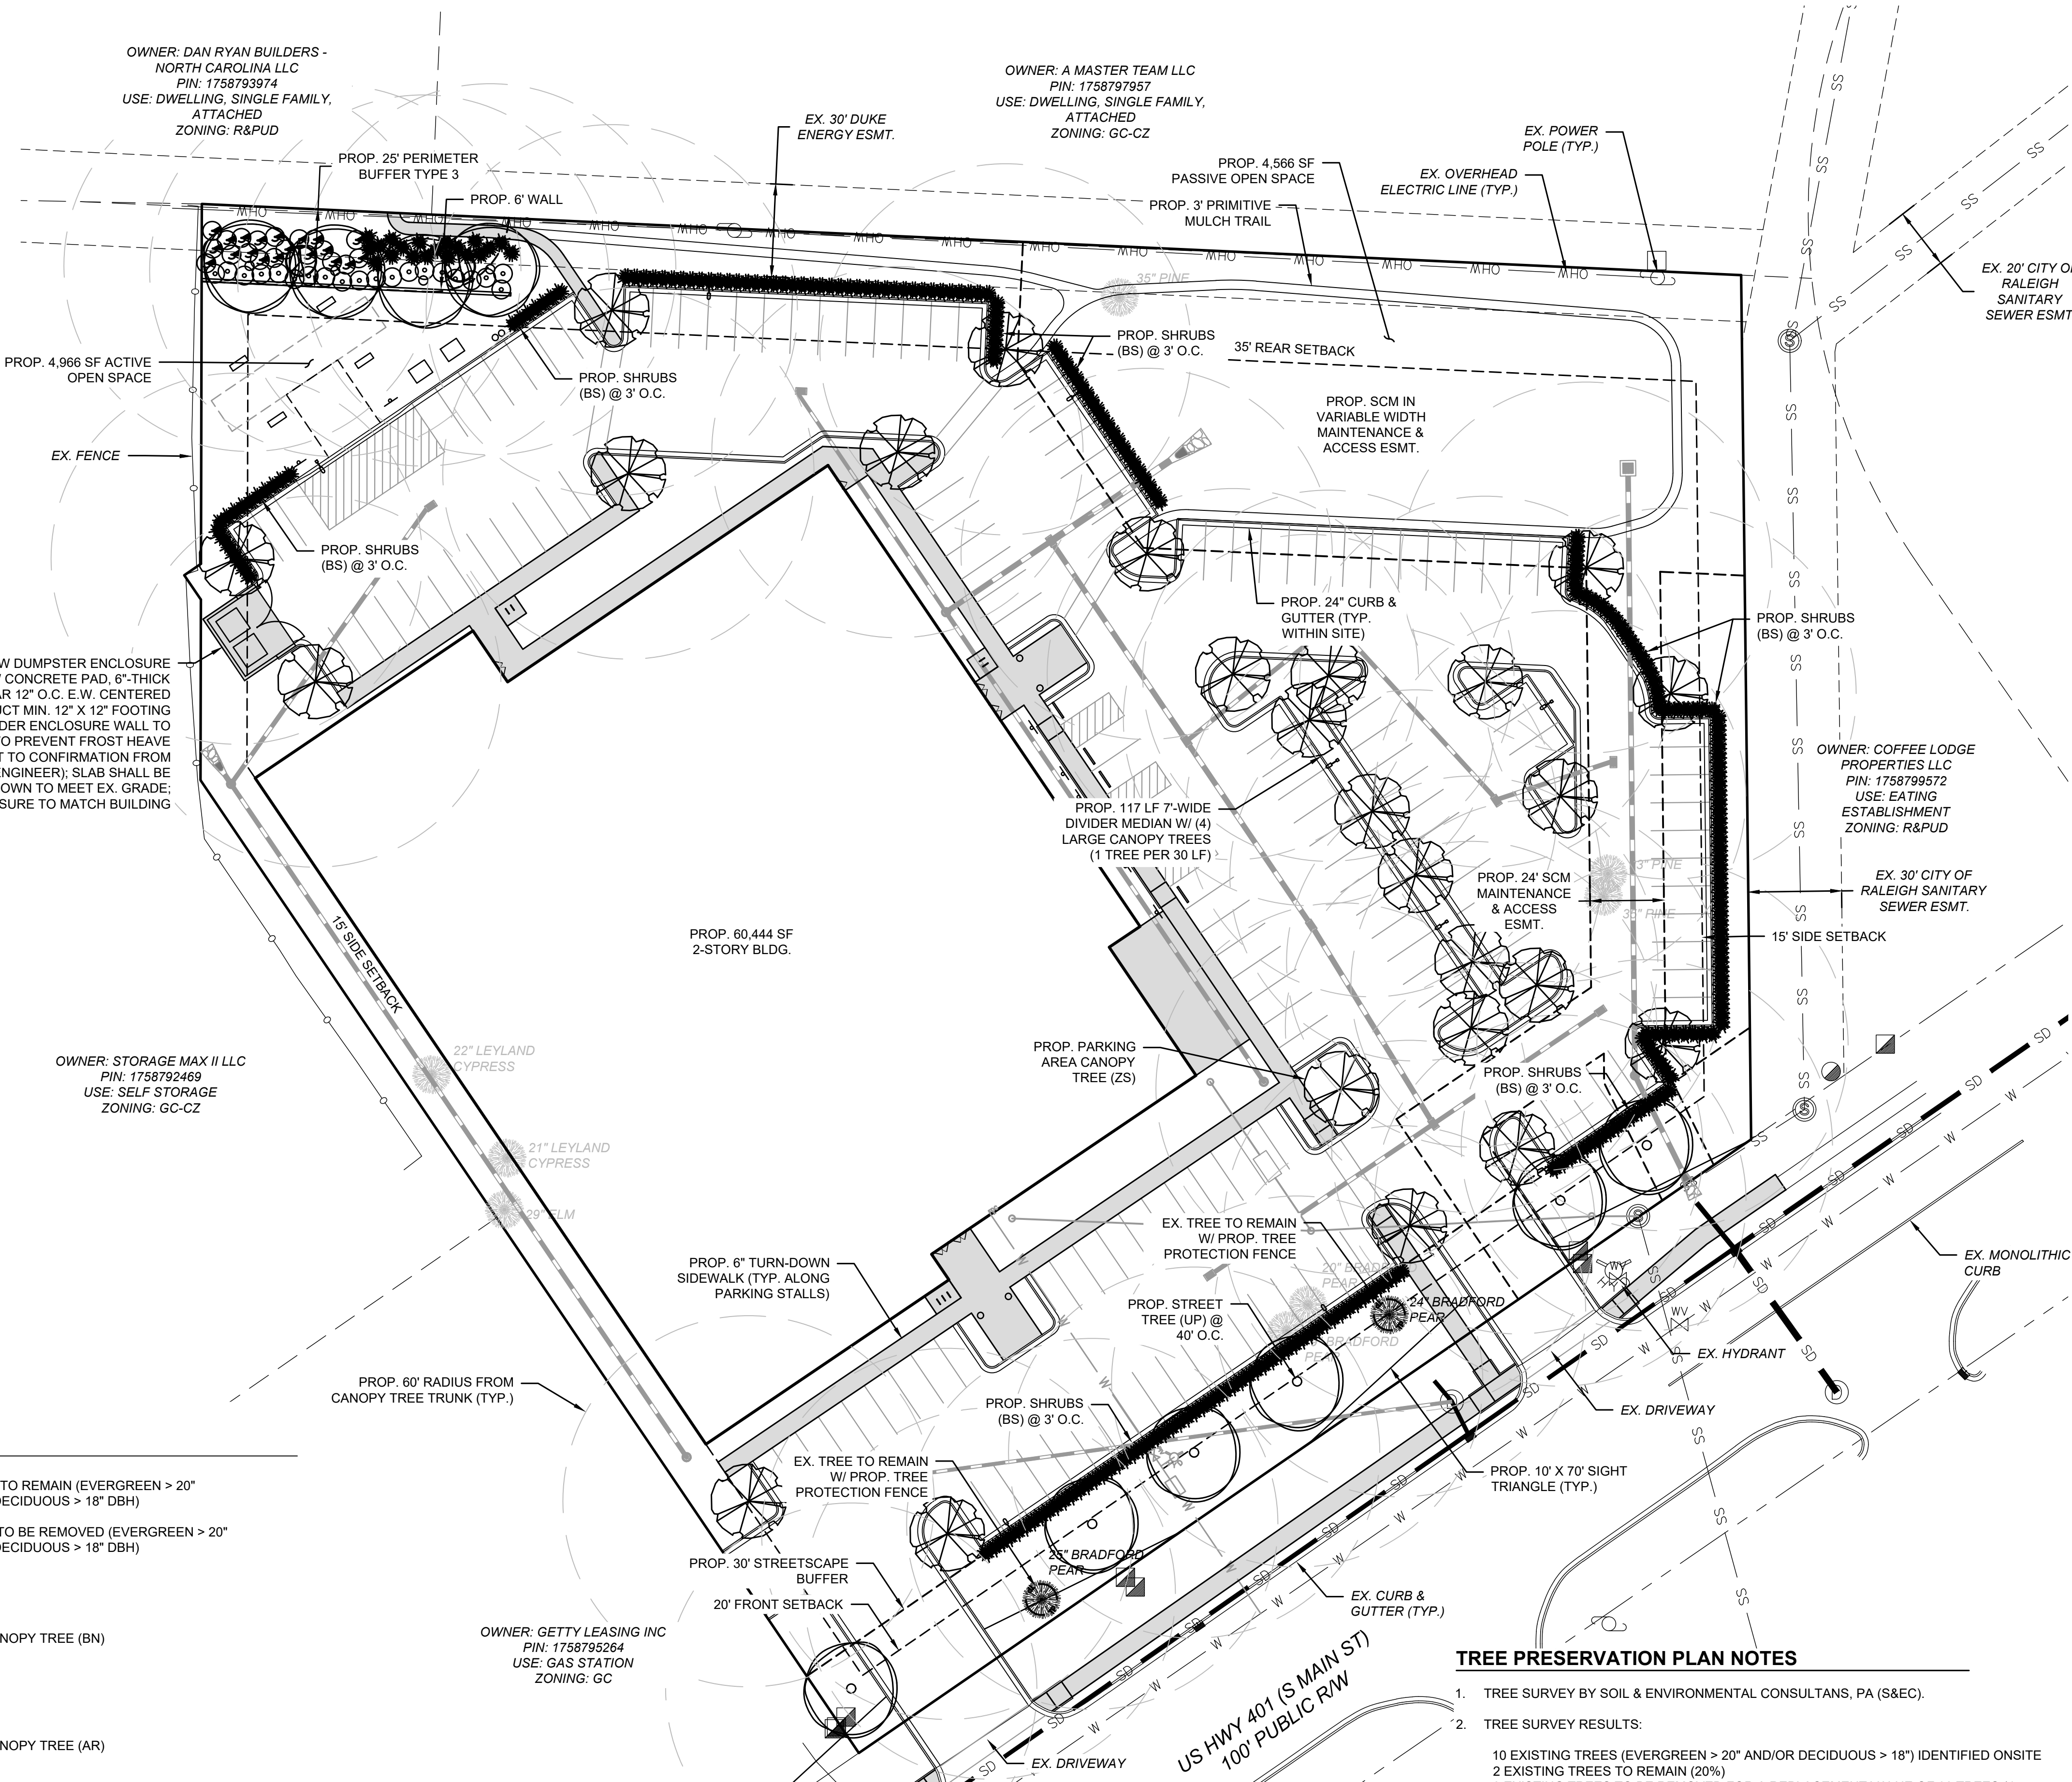 OWNER: DAN RYAN BUILDERS -
NORTH CAROLINA LLC
PIN: 1758793974
USE: DWELLING, SINGLE FAMILY,
ATTACHED
ZONING: R&PUD
OWNER: A MASTER TEAM LLC
PIN: 1758797957
USE: DWELLING, SINGLE FAMILY,
ATTACHED
ZONING: GC-CZ
EX. 30' DUKE
ENERGY ESMT.
EX. POWER
POLE (TYP.)
PROP. 25' PERIMETER
BUFFER TYPE 3
PROP. 6' WALL
PROP. 4,566 SF
PASSIVE OPEN SPACE
EX. OVERHEAD
ELECTRIC LINE (TYP.)
PROP. 3' PRIMITIVE
MULCH TRAIL
EX. 20' CITY OF
RALEIGH
SANITARY
SEWER ESMT
35" PINE
PROP. SHRUBS
(BS) @ 3' O.C.
35' REAR SETBACK
PROP. 4,966 SF ACTIVE
OPEN SPACE
PROP. SHRUBS
(BS) @ 3' O.C.
PROP. SCM IN
VARIABLE WIDTH
MAINTENANCE &
ACCESS ESMT.
EX. FENCE
PROP. SHRUBS
(BS) @ 3' O.C.
PROP. 24" CURB &
GUTTER (TYP.
WITHIN SITE)
PROP. SHRUBS
(BS) @ 3' O.C.
W DUMPSTER ENCLOSURE
CONCRETE PAD, 6"-THICK
AR 12" O.C. E.W. CENTERED
UCT MIN. 12" X 12" FOOTING
DER ENCLOSURE WALL TO
TO PREVENT FROST HEAVE
T TO CONFIRMATION FROM
ENGINEER); SLAB SHALL BE
OWN TO MEET EX. GRADE;
SURE TO MATCH BUILDING
OWNER: COFFEE LODGE
PROPERTIES LLC
PIN: 1758799572
USE: EATING
ESTABLISHMENT
ZONING: R&PUD
PROP. 117 LF 7'-WIDE
DIVIDER MEDIAN W/ (4)
LARGE CANOPY TREES
(1 TREE PER 30 LF)
PINE
PROP. 24' SCM
MAINTENANCE
& ACCESS
ESMT.
PINE
EX. 30' CITY OF
RALEIGH SANITARY
SEWER ESMT.
15' SIDE SETBACK
PROP. 60,444 SF
2-STORY BLDG.
15' SIDE SETBACK
22" LEYLAND
CYPRESS
OWNER: STORAGE MAX II LLC
PIN: 1758792469
USE: SELF STORAGE
ZONING: GC-CZ
PROP. PARKING
AREA CANOPY
TREE (ZS)
PROP. SHRUBS
(BS) @ 3' O.C.
21" LEYLAND
CYPRESS
29" ELM
EX. TREE TO REMAIN
W/ PROP. TREE
PROTECTION FENCE
PROP. 6" TURN-DOWN
SIDEWALK (TYP. ALONG
PARKING STALLS)
EX. MONOLITHIC
CURB
PROP. STREET
TREE (UP) @
40' O.C.
24" BRADFORD
PEAR
BRADFORD
WV
EX. HYDRANT
PROP. 60' RADIUS FROM
CANOPY TREE TRUNK (TYP.)
PROP. SHRUBS
(BS) @ 3' O.C.
EX. DRIVEWAY
EX. TREE TO REMAIN
W/ PROP. TREE
PROTECTION FENCE
PROP. 10' X 70' SIGHT
TRIANGLE (TYP.)
TO REMAIN (EVERGREEN > 20"
DECIDUOUS > 18" DBH)
TO BE REMOVED (EVERGREEN > 20"
DECIDUOUS > 18" DBH)
25" BRADFORD
PEAR
PROP. 30' STREETSCAPE
BUFFER
20' FRONT SETBACK
EX. CURB &
GUTTER (TYP.)
NOPY TREE (BN)
OWNER: GETTY LEASING INC
PIN: 1758795264
USE: GAS STATION
ZONING: GC
US HWY 401 (S MAIN ST)
100' PUBLIC R/W
NOPY TREE (AR)
EX. DRIVEWAY
TREE PRESERVATION PLAN NOTES
1. TREE SURVEY BY SOIL & ENVIRONMENTAL CONSULTANS, PA (S&EC).
2. TREE SURVEY RESULTS:
10 EXISTING TREES (EVERGREEN > 20" AND/OR DECIDUOUS > 18") IDENTIFIED ONSITE
2 EXISTING TREES TO REMAIN (20%)